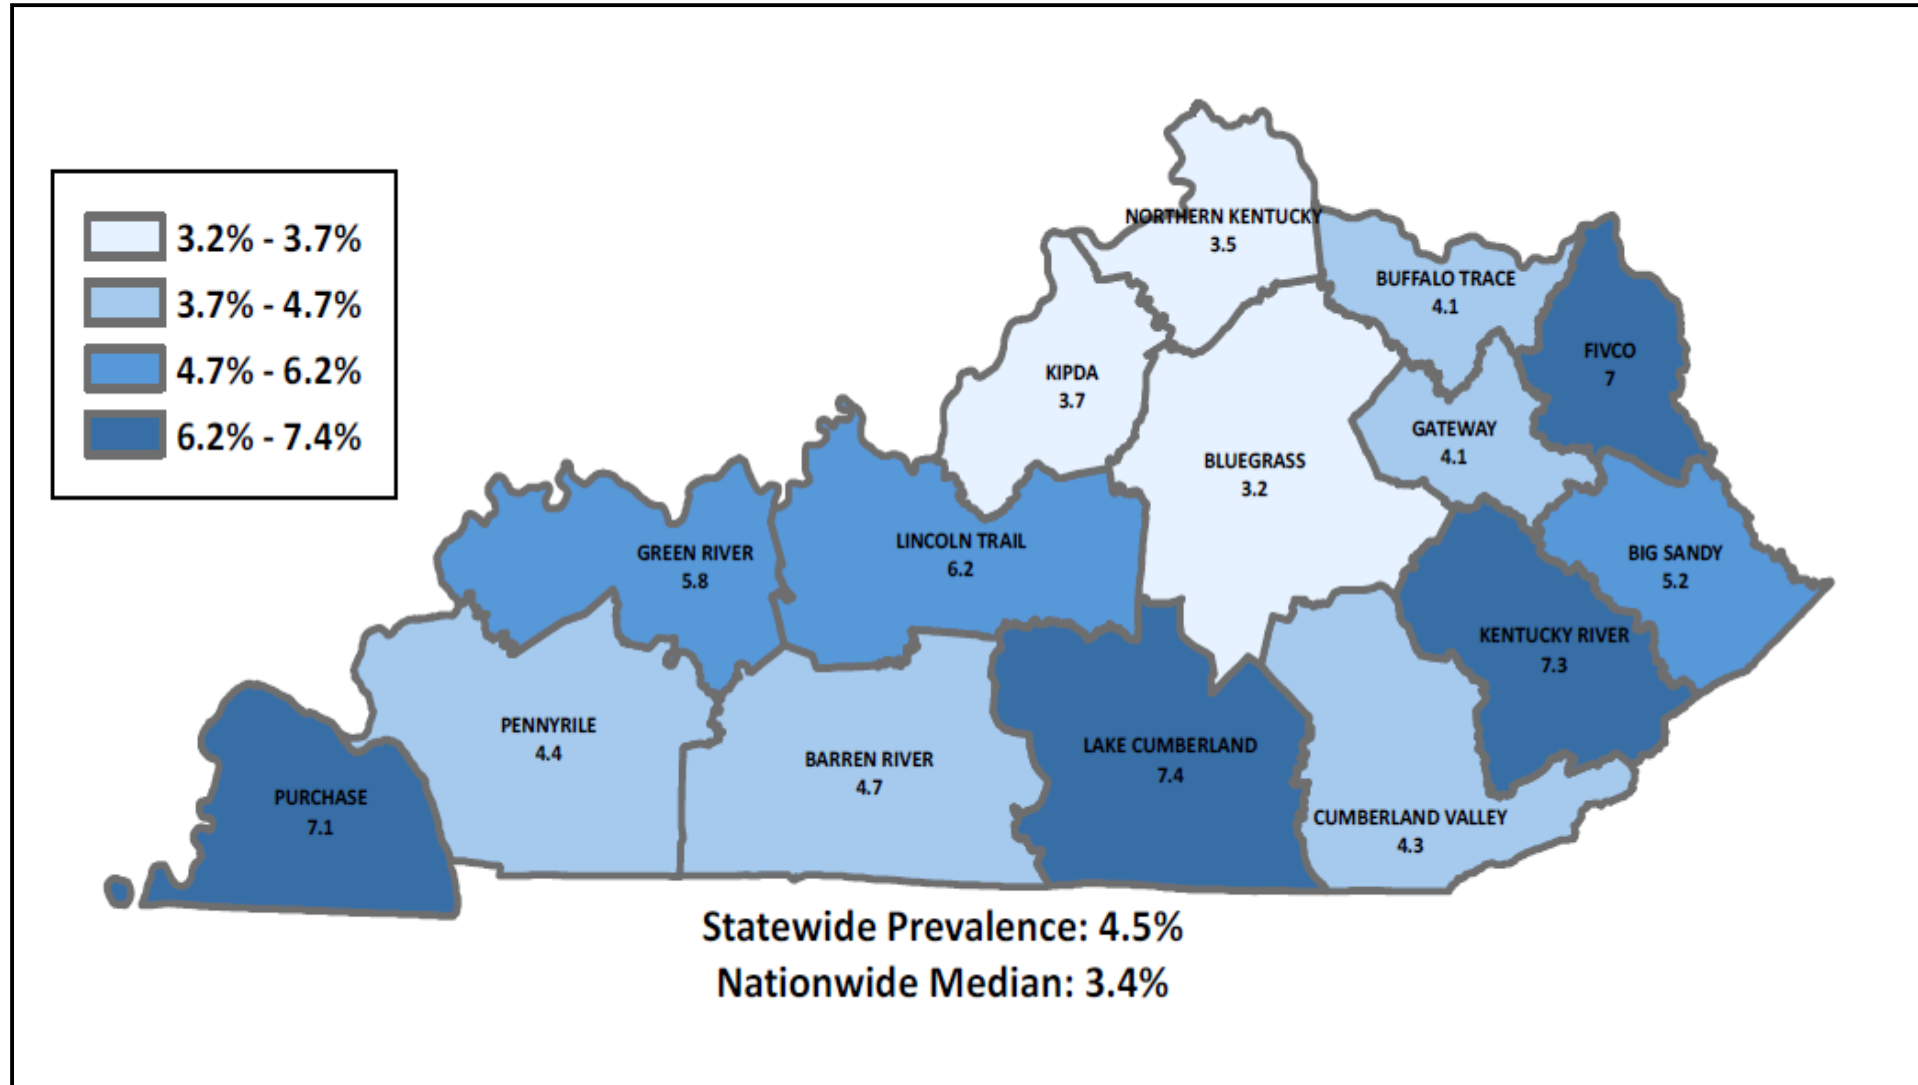 3.2% - 3.7%
3.7% - 4.7%
4.7% - 6.2%
6.2% - 7.4%
NORTHERN KENTUCKY
3.5
BUFFALO TRACE
4.1
FIVCO
7
KIPDA
3.7
GATEWAY
4.1
BLUEGRASS
3.2
LINCOLN TRAIL
6.2
GREEN RIVER
5.8
BIG SANDY
5.2
KENTUCKY RIVER
7.3
PENNYRILE
4.4
BARREN RIVER
4.7
LAKE CUMBERLAND
7.4
PURCHASE
7.1
CUMBERLAND VALLEY
4.3
Statewide Prevalence: 4.5%
Nationwide Median: 3.4%